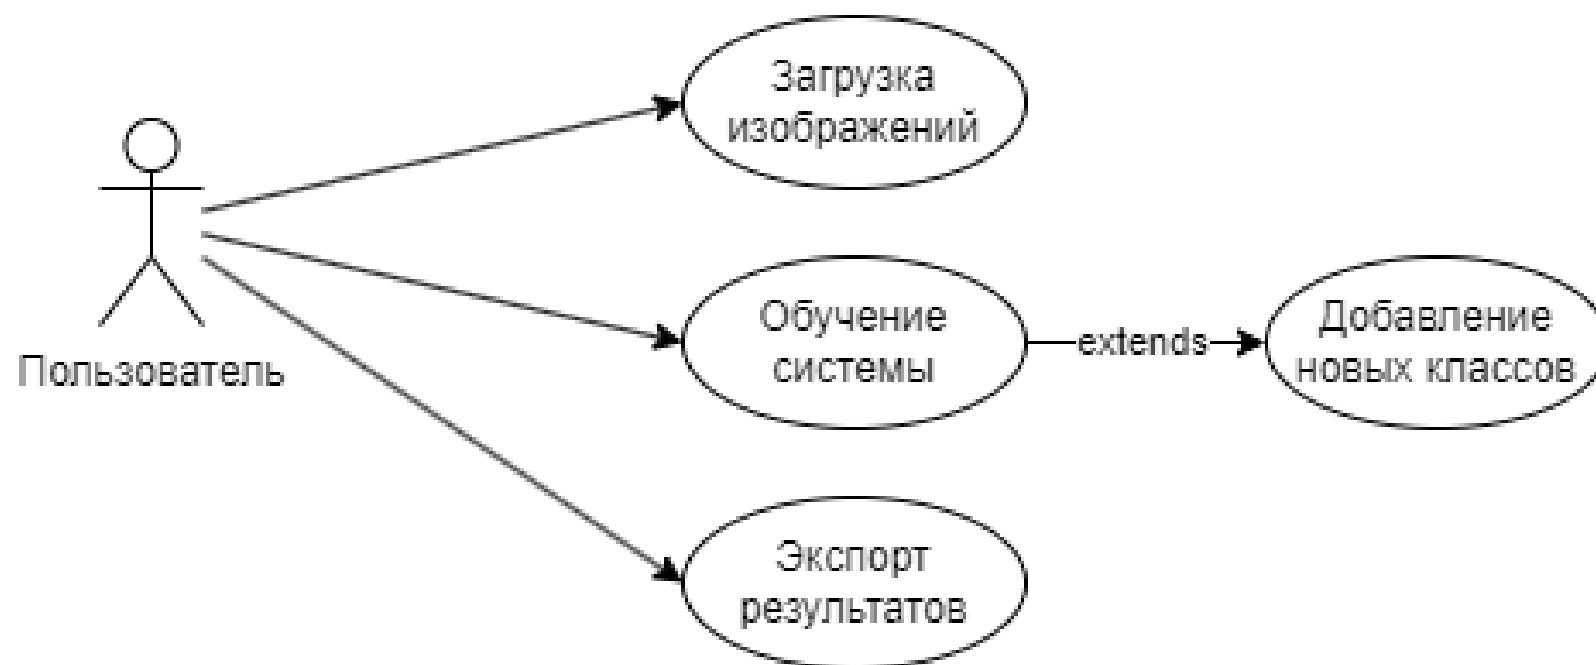 Загрузка
изображений
Пользователь
Обучение
системы
extends
Добавление
новых классов
Экспорт
результатов